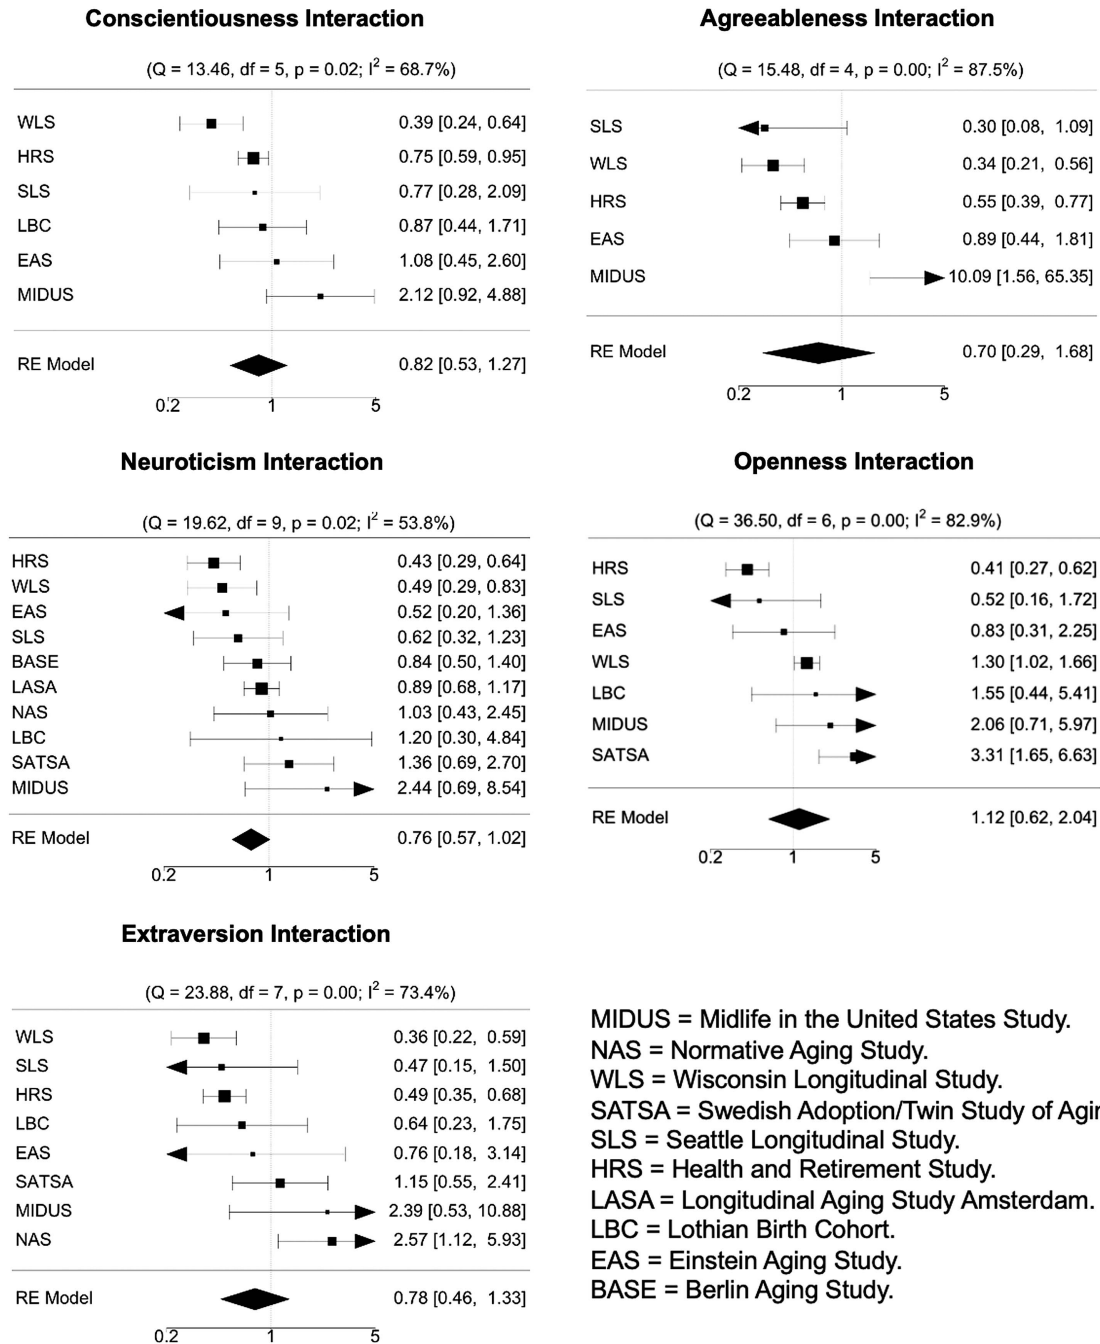 Conscientiousness Interaction
(Q = 13.46, df = 5, p = 0.02; I2 = 68.7%)
WLS 0.39 [0.24, 0.64]
HRS 0.75 [0.59, 0.95]
SLS 0.77 [0.28, 2.09]
LBC 0.87 [0.44, 1.71]
EAS 1.08 [0.45, 2.60]
MIDUS 2.12 [0.92, 4.88]
RE Model 0.82 [0.53, 1.27]
0.2 1 5
Agreeableness Interaction
(Q = 15.48, df = 4, p = 0.00; I2 = 87.5%)
SLS 0.30 [0.08, 1.09]
WLS 0.34 [0.21, 0.56]
HRS 0.55 [0.39, 0.77]
EAS 0.89 [0.44, 1.81]
MIDUS 10.09 [1.56, 65.35]
RE Model 0.70 [0.29, 1.68]
0.2 1 5
Neuroticism Interaction
(Q = 19.62, df = 9, p = 0.02; I2 = 53.8%)
HRS 0.43 [0.29, 0.64]
WLS 0.49 [0.29, 0.83]
EAS 0.52 [0.20, 1.36]
SLS 0.62 [0.32, 1.23]
BASE 0.84 [0.50, 1.40]
LASA 0.89 [0.68, 1.17]
NAS 1.03 [0.43, 2.45]
LBC 1.20 [0.30, 4.84]
SATSA 1.36 [0.69, 2.70]
MIDUS 2.44 [0.69, 8.54]
RE Model 0.76 [0.57, 1.02]
0.2 1 5
Openness Interaction
(Q = 36.50, df = 6, p = 0.00; I2 = 82.9%)
HRS 0.41 [0.27, 0.62]
SLS 0.52 [0.16, 1.72]
EAS 0.83 [0.31, 2.25]
WLS 1.30 [1.02, 1.66]
LBC 1.55 [0.44, 5.41]
MIDUS 2.06 [0.71, 5.97]
SATSA 3.31 [1.65, 6.63]
RE Model 1.12 [0.62, 2.04]
0.2 1 5
Extraversion Interaction
(Q = 23.88, df = 7, p = 0.00; I2 = 73.4%)
WLS 0.36 [0.22, 0.59]
SLS 0.47 [0.15, 1.50]
HRS 0.49 [0.35, 0.68]
LBC 0.64 [0.23, 1.75]
EAS 0.76 [0.18, 3.14]
SATSA 1.15 [0.55, 2.41]
MIDUS 2.39 [0.53, 10.88]
NAS 2.57 [1.12, 5.93]
RE Model 0.78 [0.46, 1.33]
0.2 1 5
MIDUS = Midlife in the United States Study.
NAS = Normative Aging Study.
WLS = Wisconsin Longitudinal Study.
SATSA = Swedish Adoption/Twin Study of Agin
SLS = Seattle Longitudinal Study.
HRS = Health and Retirement Study.
LASA = Longitudinal Aging Study Amsterdam.
LBC = Lothian Birth Cohort.
EAS = Einstein Aging Study.
BASE = Berlin Aging Study.